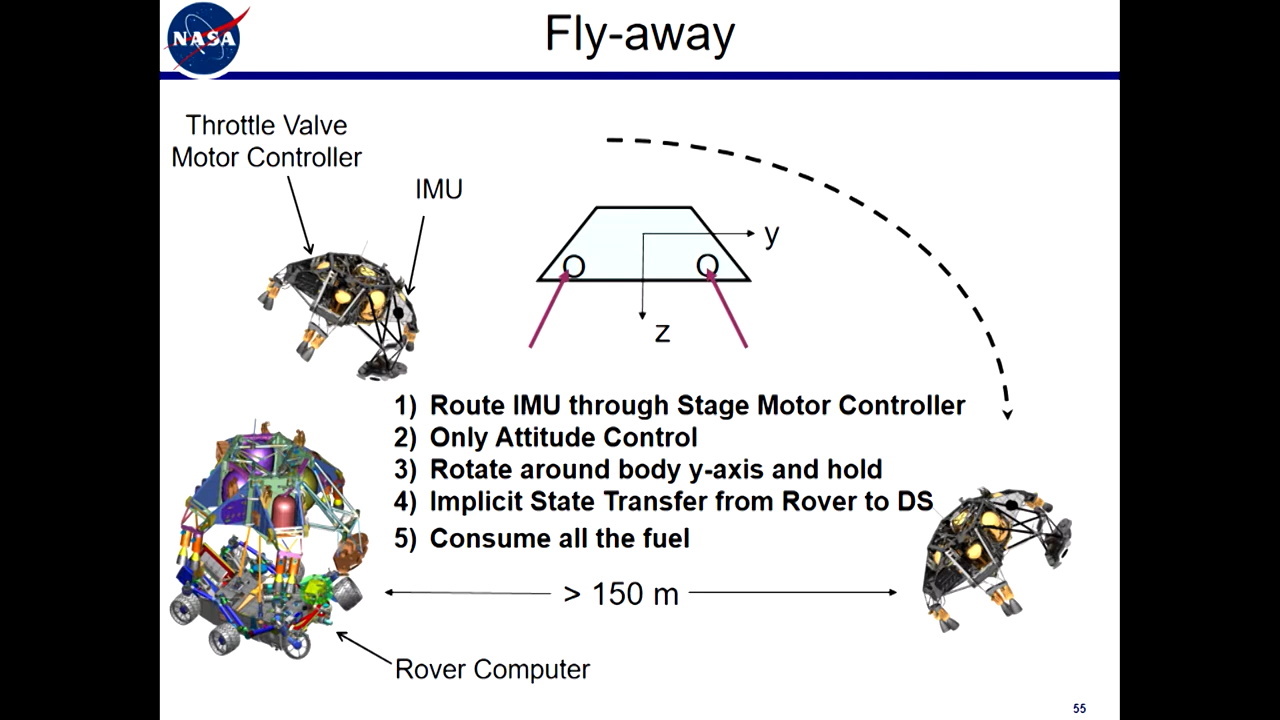 NASA
Fly-away
Throttle Valve
Motor Controller
IMU
y
z
1) Route IMU through Stage Motor Controller
2) Only Attitude Control
3) Rotate around body y-axis and hold
4) Implicit State Transfer from Rover to DS
5) Consume all the fuel
> 150 m
Rover Computer
55